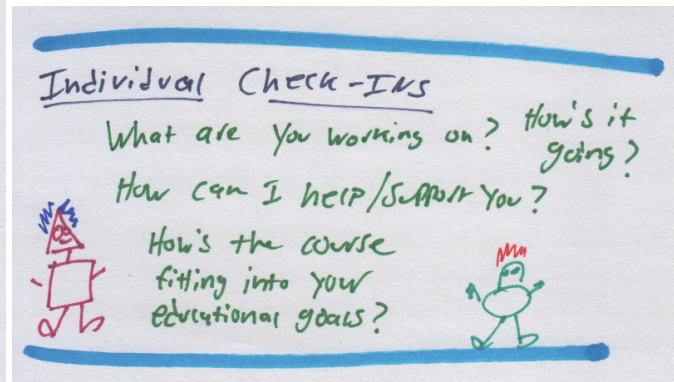 Individual Check-Ins
What are you working on? How's it
going?
How can I help/support you?
How's the course
fitting into your
educational goals?